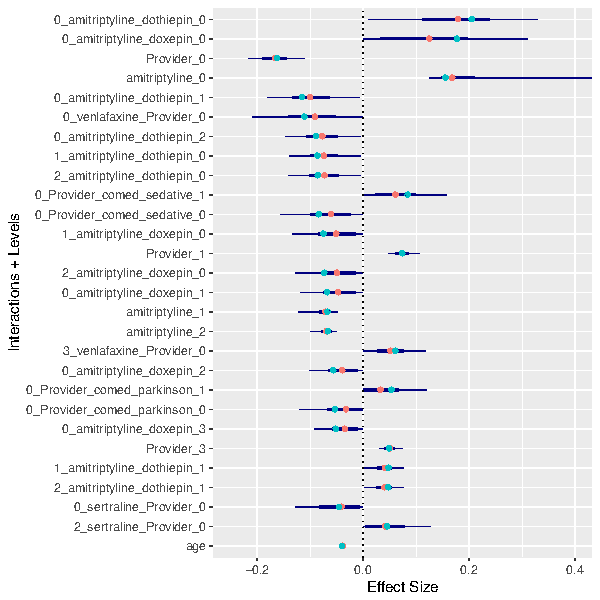 0_amitriptyline_dothiepin_0
0_amitriptyline_doxepin_0
Provider_0
amitriptyline_0
0_amitriptyline_dothiepin_1
0_venlafaxine_Provider_0
0_amitriptyline_dothiepin_2
1_amitriptyline_dothiepin_0
2_amitriptyline_dothiepin_0
0_Provider_comed_sedative_1
0_Provider_comed_sedative_0
1_amitriptyline_doxepin_0
Provider_1
2_amitriptyline_doxepin_0
0_amitriptyline_doxepin_1
amitriptyline_1
amitriptyline_2
3_venlafaxine_Provider_0
0_amitriptyline_doxepin_2
0_Provider_comed_parkinson_1
0_Provider_comed_parkinson_0
0_amitriptyline_doxepin_3
Provider_3
1_amitriptyline_dothiepin_1
2_amitriptyline_dothiepin_1
0_sertraline_Provider_0
2_sertraline_Provider_0
age
Interactions + Levels
−0.2 0.0 0.2 0.4
Effect Size